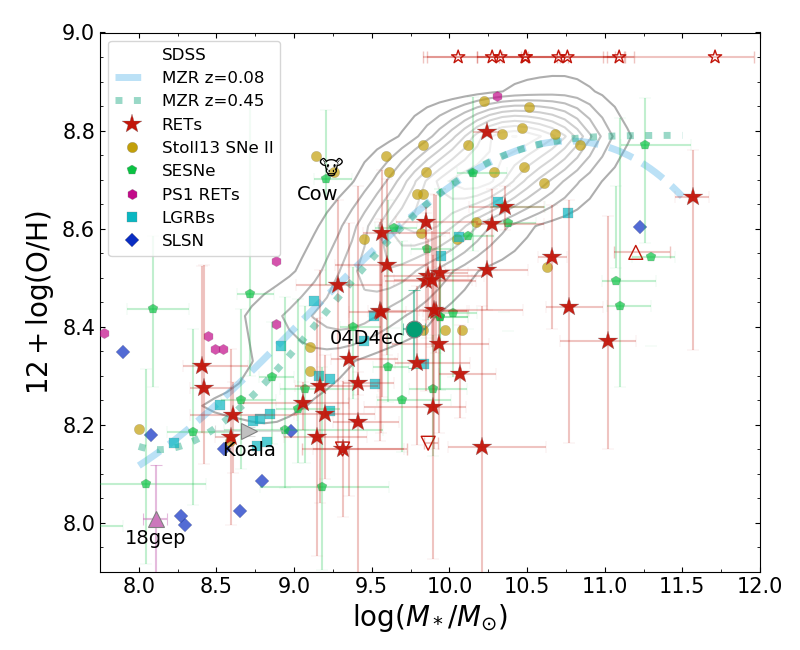 9.0
8.8
8.6
8.4
8.2
8.0
12 + log(O/H)
SDSS
MZR z=0.08
MZR z=0.45
RETs
Stoll13 SNe II
SESNe
PS1 RETs
LGRBs
SLSN
Cow
04D4ec
Koala
18gep
8.0 8.5 9.0 9.5 10.0 10.5 11.0 11.5 12.0
log(M*/M⊙)